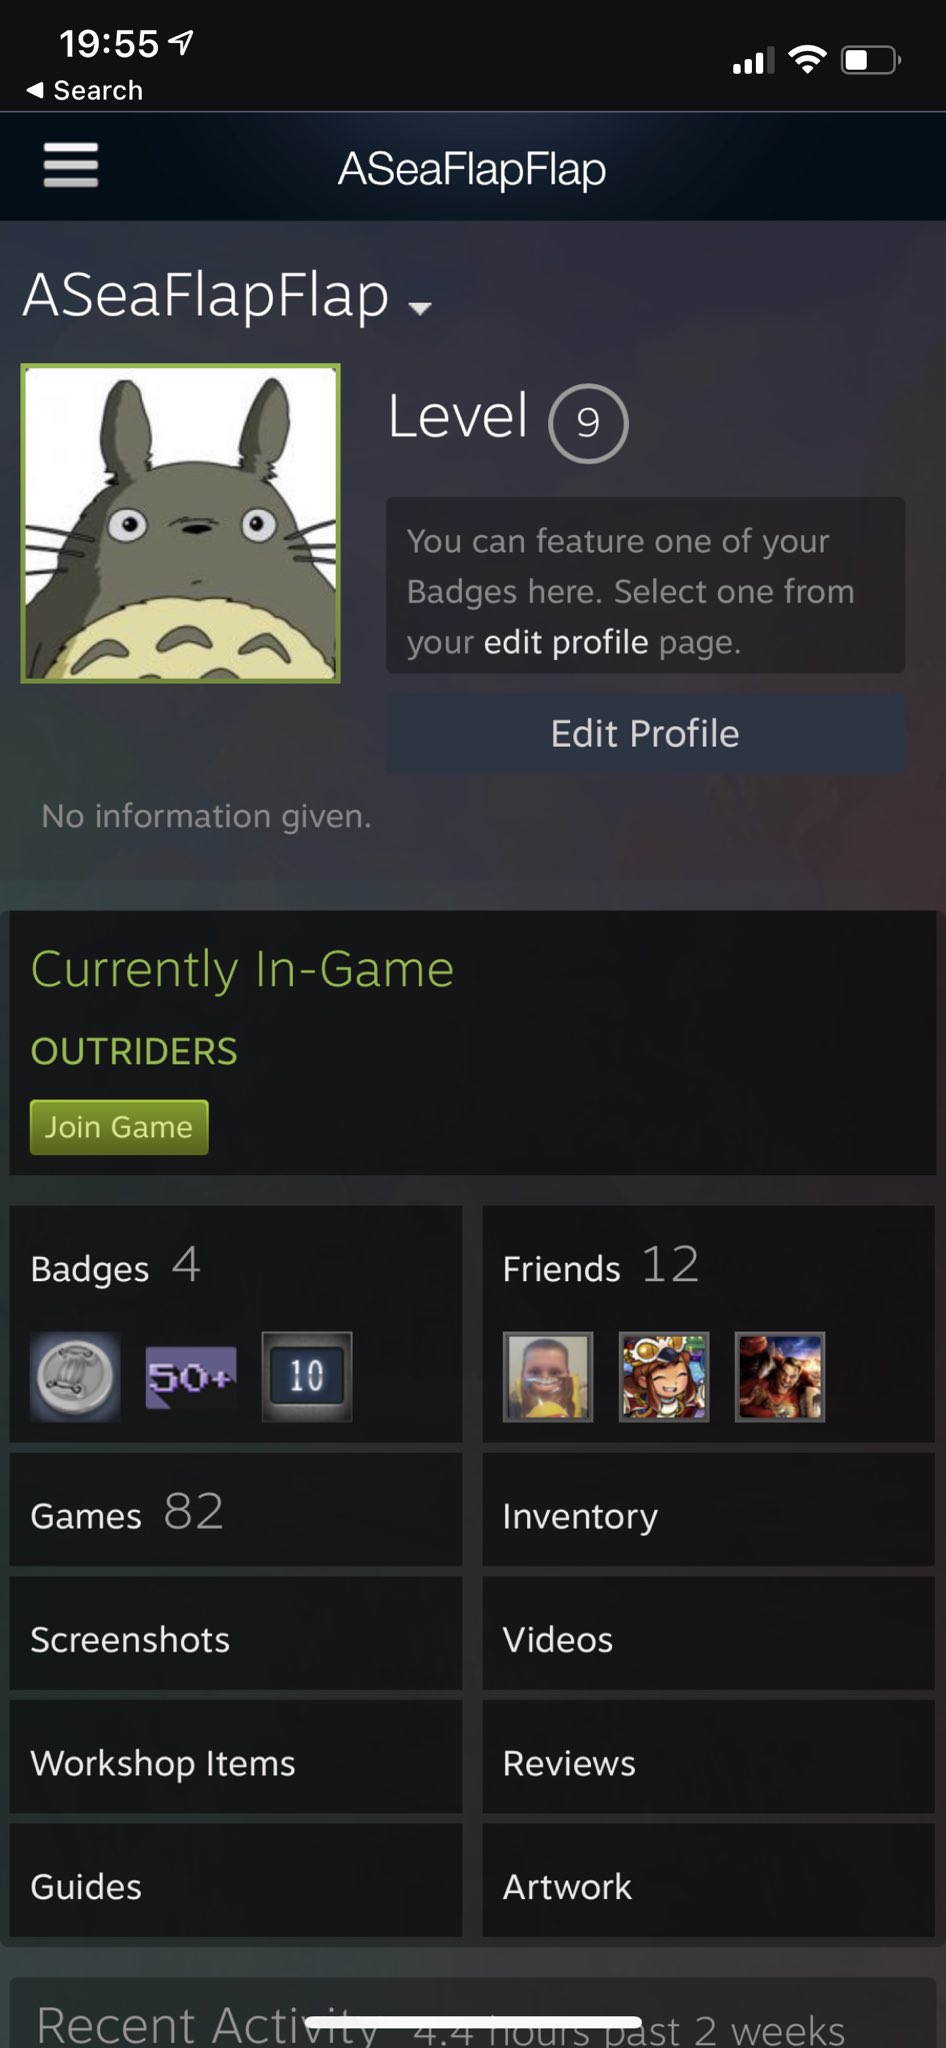 19:55
◀ Search
ASeaFlapFlap
ASeaFlapFlap
Level 9
You can feature one of your
Badges here. Select one from
your edit profile page.
Edit Profile
No information given.
Currently In-Game
OUTRIDERS
Join Game
Badges 4
Friends 12
50+
10
Games 82
Inventory
Screenshots
Videos
Workshop Items
Reviews
Guides
Artwork
Recent Activity 4.4 hours past 2 weeks